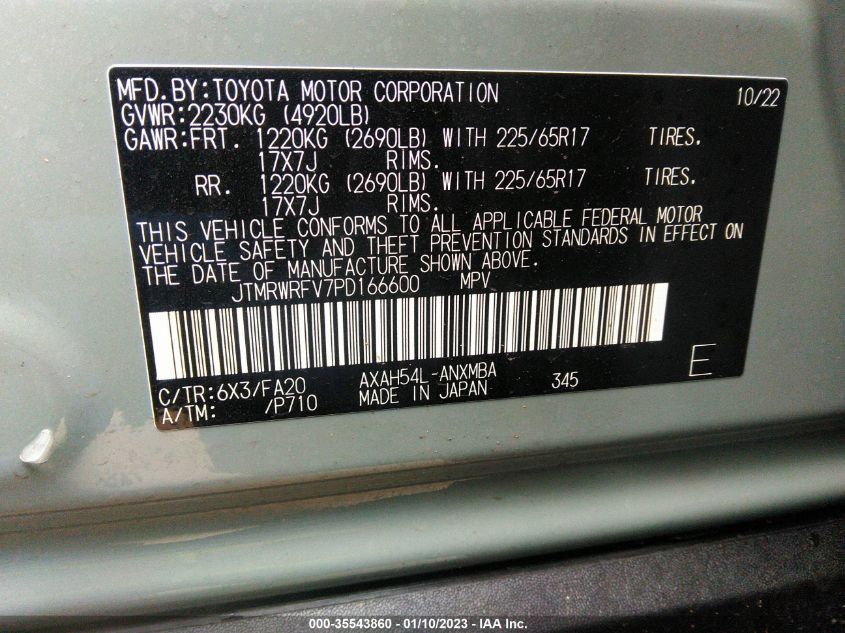 MFD.BY:TOYOTA MOTOR CORPORATION 10/22
GVWR:2230KG (4920LB)
GAWR:FRT. 1220KG (2690LB) WITH 225/65R17 TIRES.
17X7J RIMS.
RR. 1220KG (2690LB) WITH 225/65R17 TIRES.
17X7J RIMS.
THIS VEHICLE CONFORMS TO ALL APPLICABLE FEDERAL MOTOR
VEHICLE SAFETY AND THEFT PREVENTION STANDARDS IN EFFECT ON
THE DATE OF MANUFACTURE SHOWN ABOVE.
JTMRWRFV7PD166600 MPV
E
C/TR:6X3/FA20 AXAH54L-ANXMBA 345
A/TM: /P710 MADE IN JAPAN
000-35543860 - 01/10/2023 - IAA Inc.